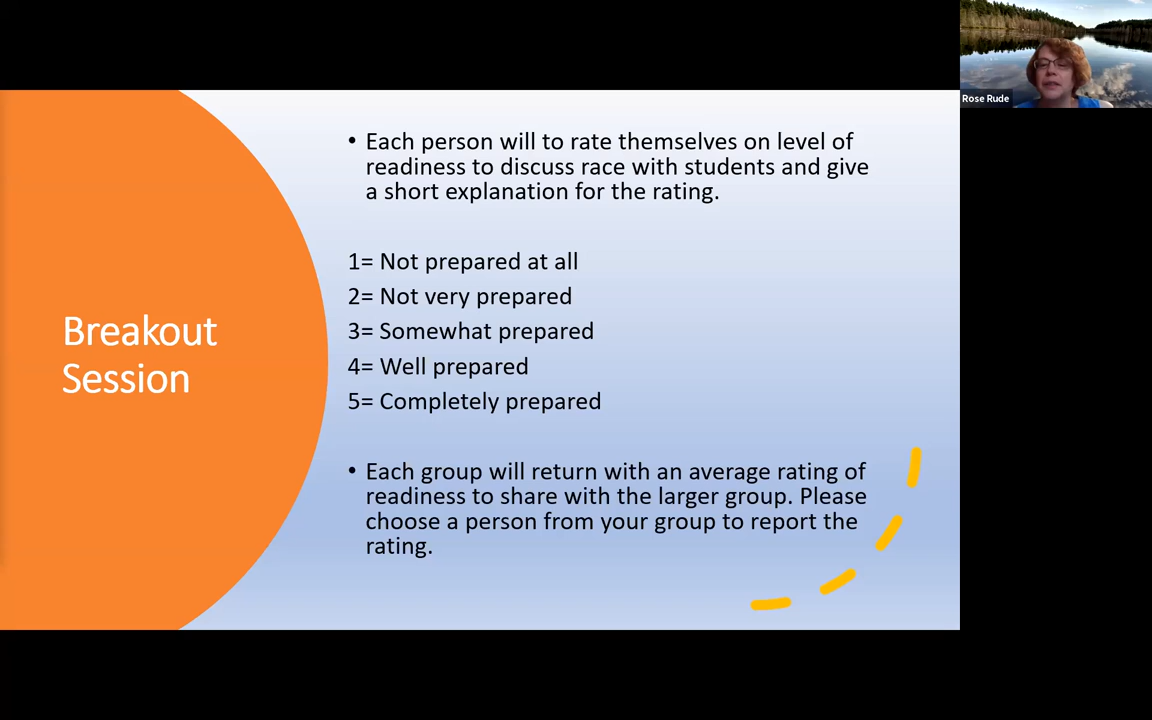 Breakout
Session
• Each person will to rate themselves on level of
readiness to discuss race with students and give
a short explanation for the rating.
1= Not prepared at all
2= Not very prepared
3= Somewhat prepared
4= Well prepared
5= Completely prepared
• Each group will return with an average rating of
readiness to share with the larger group. Please
choose a person from your group to report the
rating.
Rose Rude